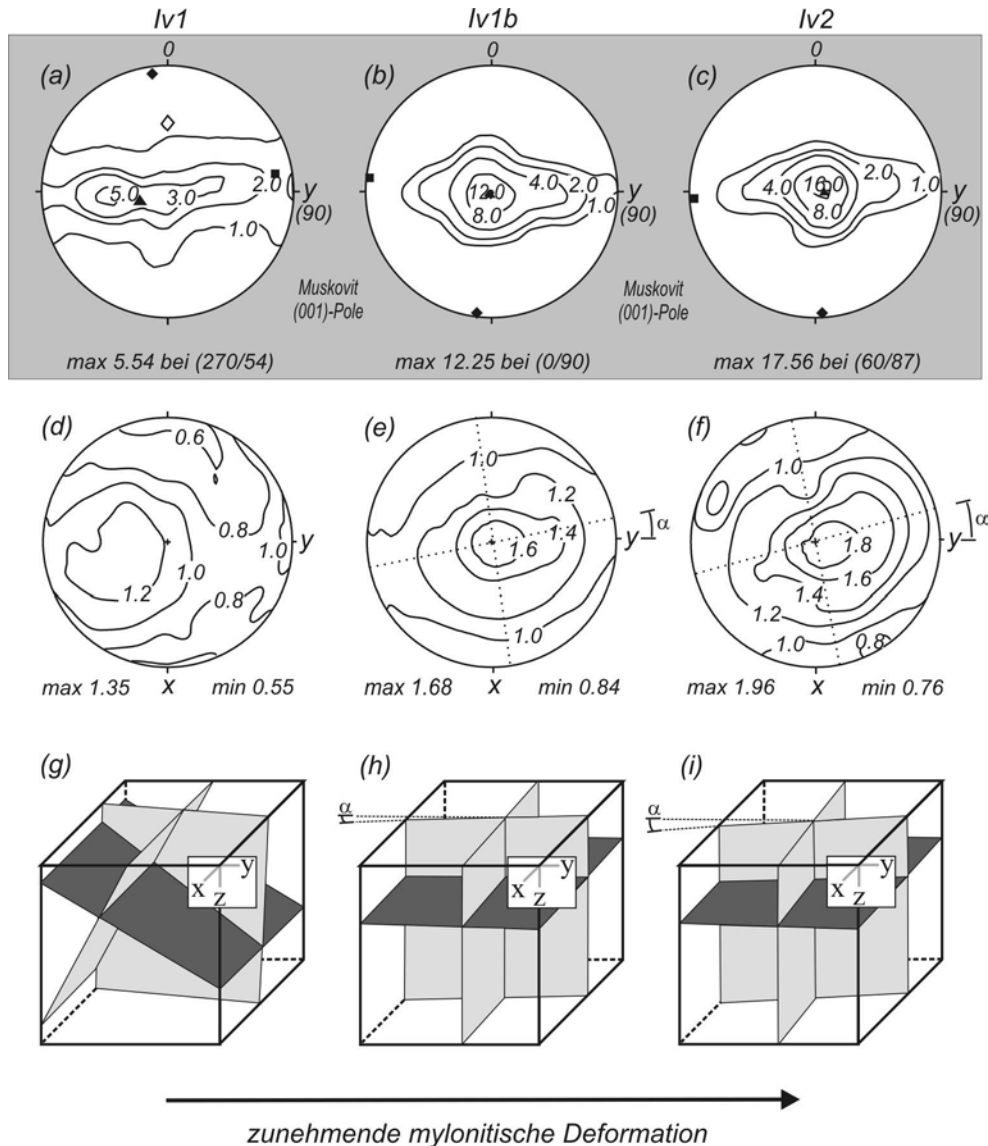 Iv1 Iv1b Iv2
0 0 0
(a) (b) (c)
5.0 3.0 2.0 1.0 y (90)
12.0 8.0 4.0 2.0 1.0 y (90)
16.0 8.0 4.0 2.0 1.0 y (90)
Muskovit
(001)-Pole
Muskovit
(001)-Pole
max 5.54 bei (270/54) max 12.25 bei (0/90) max 17.56 bei (60/87)
(d) (e) (f)
0.6 0.8 1.0 1.0 1.2 0.8 y
1.0 1.2 1.4 1.6 1.0 y α
1.0 1.8 1.6 1.4 1.2 1.0 0.8 y α
max 1.35 x min 0.55 max 1.68 x min 0.84 max 1.96 x min 0.76
(g) (h) (i)
α α
x y z
x y z
x y z
zunehmende mylonitische Deformation